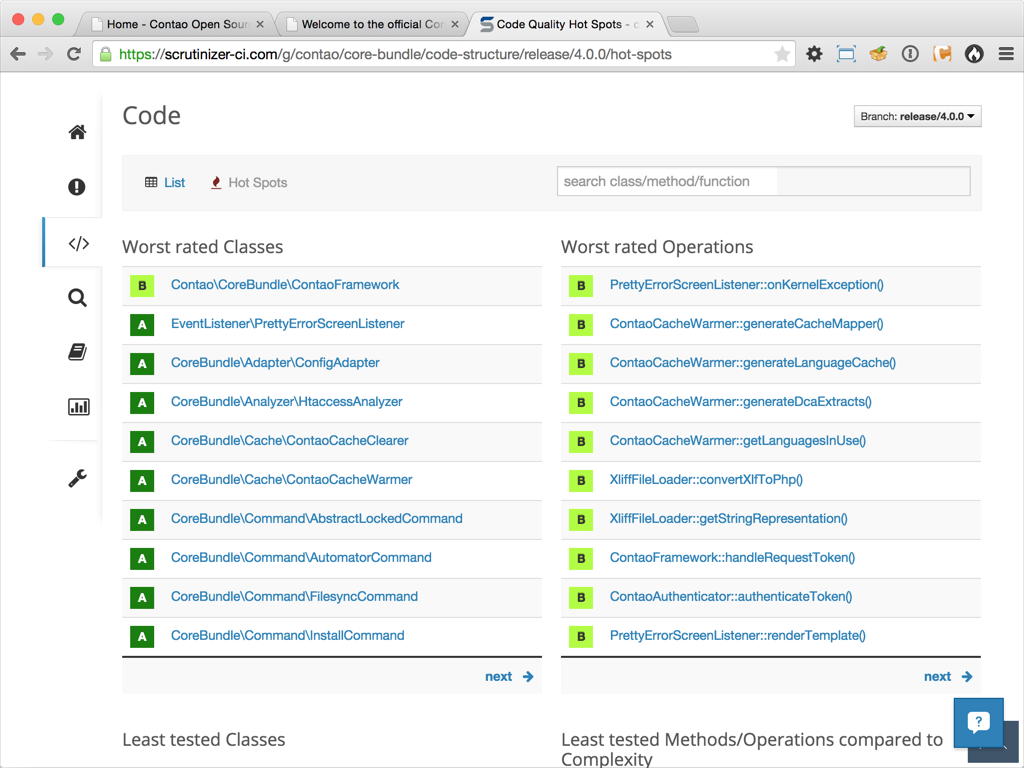 Home - Contao Open Sour
Welcome to the official Con
Code Quality Hot Spots - c
https://scrutinizer-ci.com/g/contao/core-bundle/code-structure/release/4.0.0/hot-spots
Code
Branch: release/4.0.0
List
Hot Spots
search class/method/function
Worst rated Classes
B Contao\CoreBundle\ContaoFramework
A EventListener\PrettyErrorScreenListener
A CoreBundle\Adapter\ConfigAdapter
A CoreBundle\Analyzer\HtaccessAnalyzer
A CoreBundle\Cache\ContaoCacheClearer
A CoreBundle\Cache\ContaoCacheWarmer
A CoreBundle\Command\AbstractLockedCommand
A CoreBundle\Command\AutomatorCommand
A CoreBundle\Command\FilesyncCommand
A CoreBundle\Command\InstallCommand
next
Worst rated Operations
B PrettyErrorScreenListener::onKernelException()
B ContaoCacheWarmer::generateCacheMapper()
B ContaoCacheWarmer::generateLanguageCache()
B ContaoCacheWarmer::generateDcaExtracts()
B ContaoCacheWarmer::getLanguagesInUse()
B XliffFileLoader::convertXlfToPhp()
B XliffFileLoader::getStringRepresentation()
B ContaoFramework::handleRequestToken()
B ContaoAuthenticator::authenticateToken()
B PrettyErrorScreenListener::renderTemplate()
next
Least tested Classes
Least tested Methods/Operations compared to
Complexity